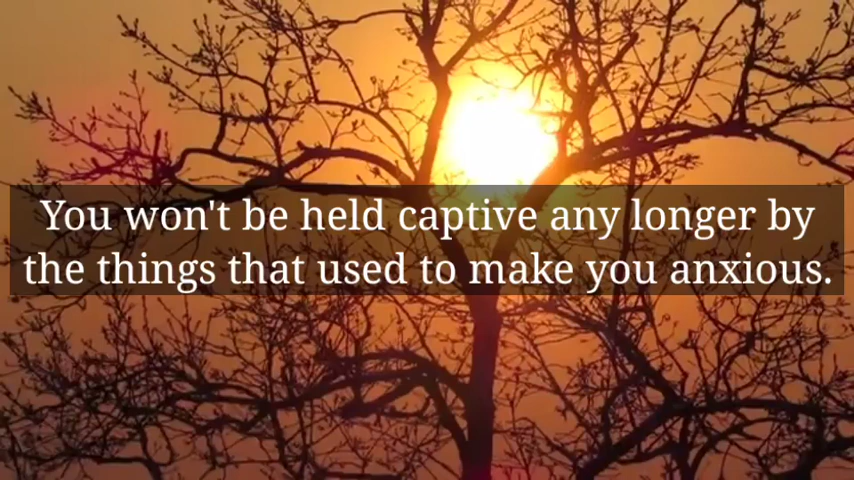 You won't be held captive any longer by
the things that used to make you anxious.